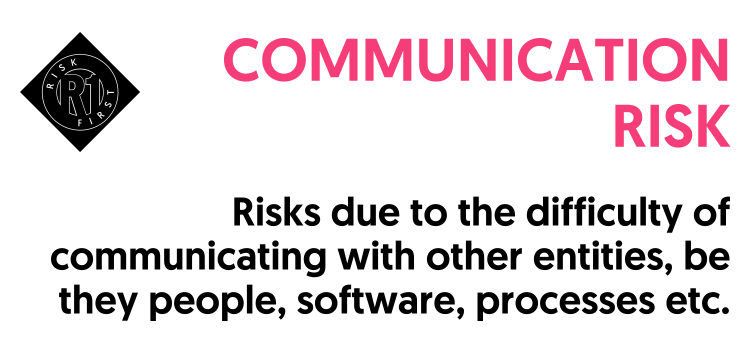 RISK
R1
FIRST
COMMUNICATION
RISK
Risks due to the difficulty of
communicating with other entities, be
they people, software, processes etc.